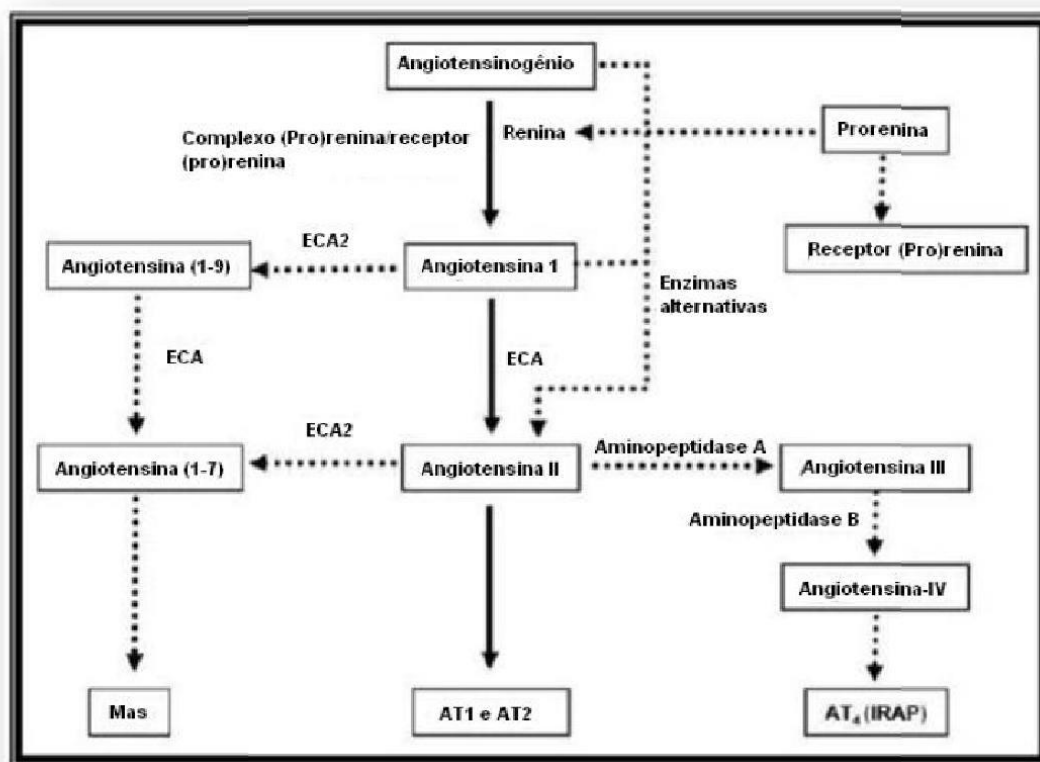 Angiotensinogênio
Complexo (Pro)renina/receptor
(pro)renina
Renina
Prorenina
Receptor (Pro)renina
Angiotensina (1-9)
ECA2
Angiotensina 1
Enzimas
alternativas
ECA
ECA
Angiotensina (1-7)
ECA2
Angiotensina II
Aminopeptidase A
Angiotensina III
Aminopeptidase B
Angiotensina-IV
Mas
AT1 e AT2
AT₄(IRAP)